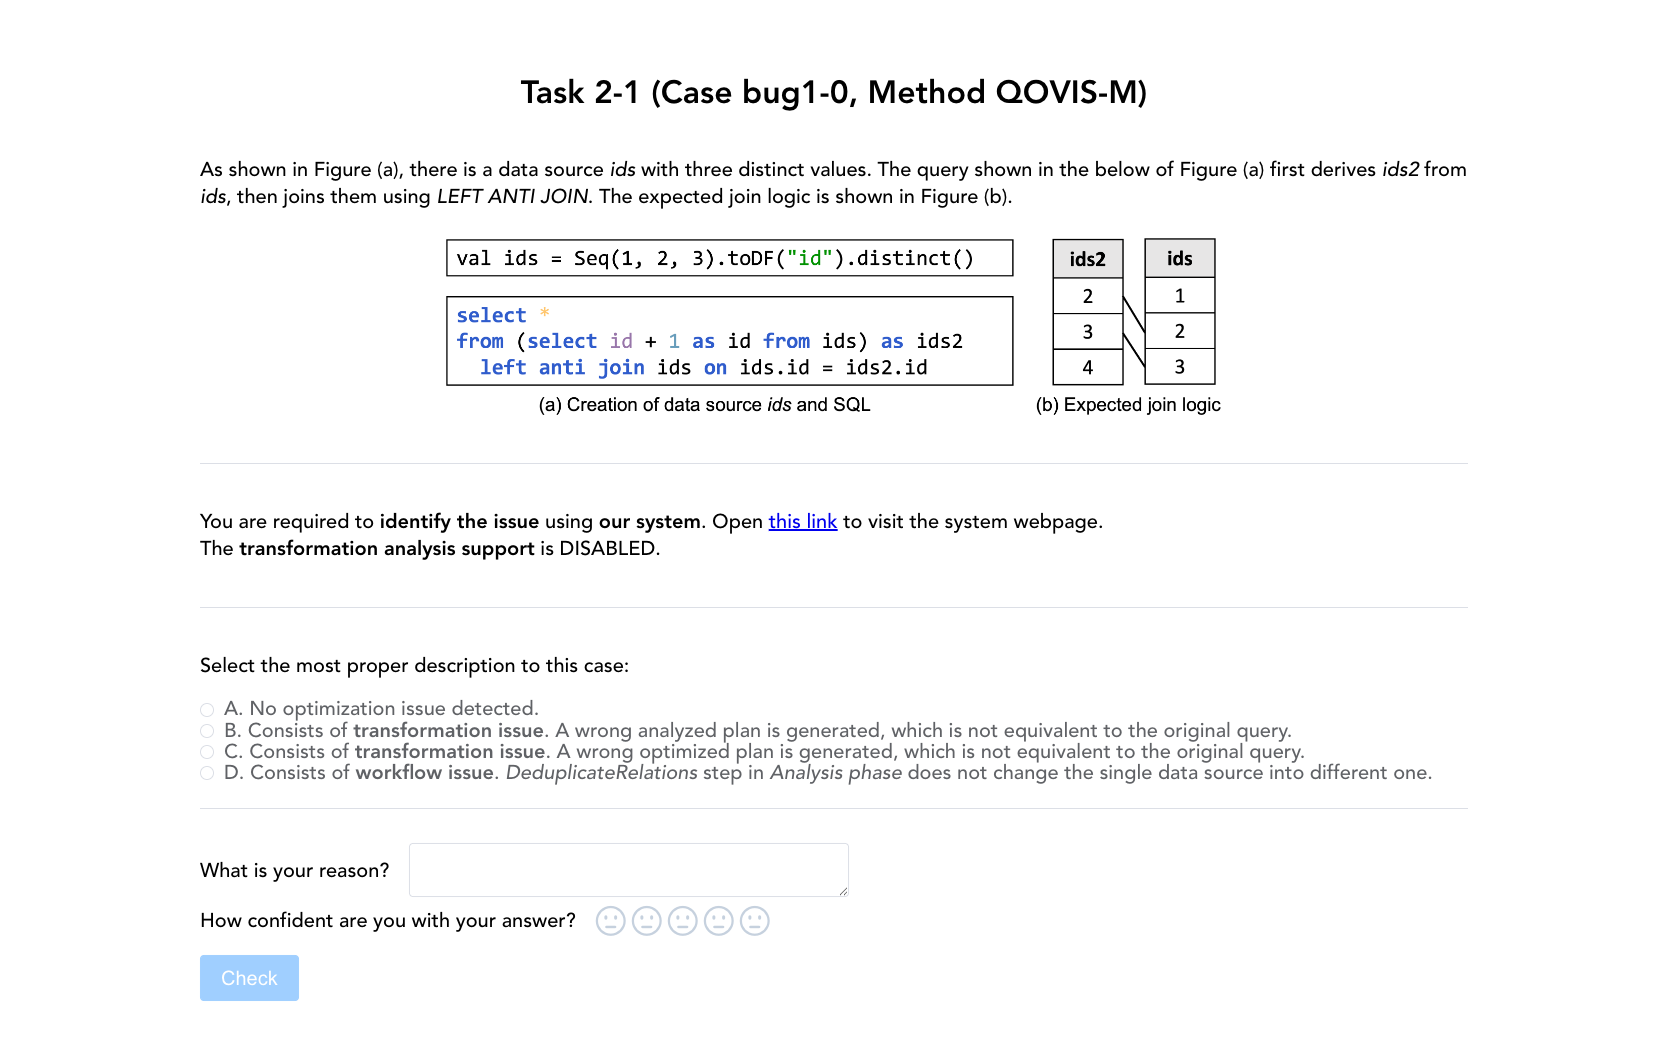 Task 2-1 (Case bug1-0, Method QOVIS-M)
As shown in Figure (a), there is a data source ids with three distinct values. The query shown in the below of Figure (a) first derives ids2 from
ids, then joins them using LEFT ANTI JOIN. The expected join logic is shown in Figure (b).
val ids = Seq(1, 2, 3).toDF("id").distinct()
select *
from (select id + 1 as id from ids) as ids2
left anti join ids on ids.id = ids2.id
(a) Creation of data source ids and SQL
ids2 ids
2 1
3 2
4 3
(b) Expected join logic
You are required to identify the issue using our system. Open this link to visit the system webpage.
The transformation analysis support is DISABLED.
Select the most proper description to this case:
A. No optimization issue detected.
B. Consists of transformation issue. A wrong analyzed plan is generated, which is not equivalent to the original query.
C. Consists of transformation issue. A wrong optimized plan is generated, which is not equivalent to the original query.
D. Consists of workflow issue. DeduplicateRelations step in Analysis phase does not change the single data source into different one.
What is your reason?
How confident are you with your answer?
Check